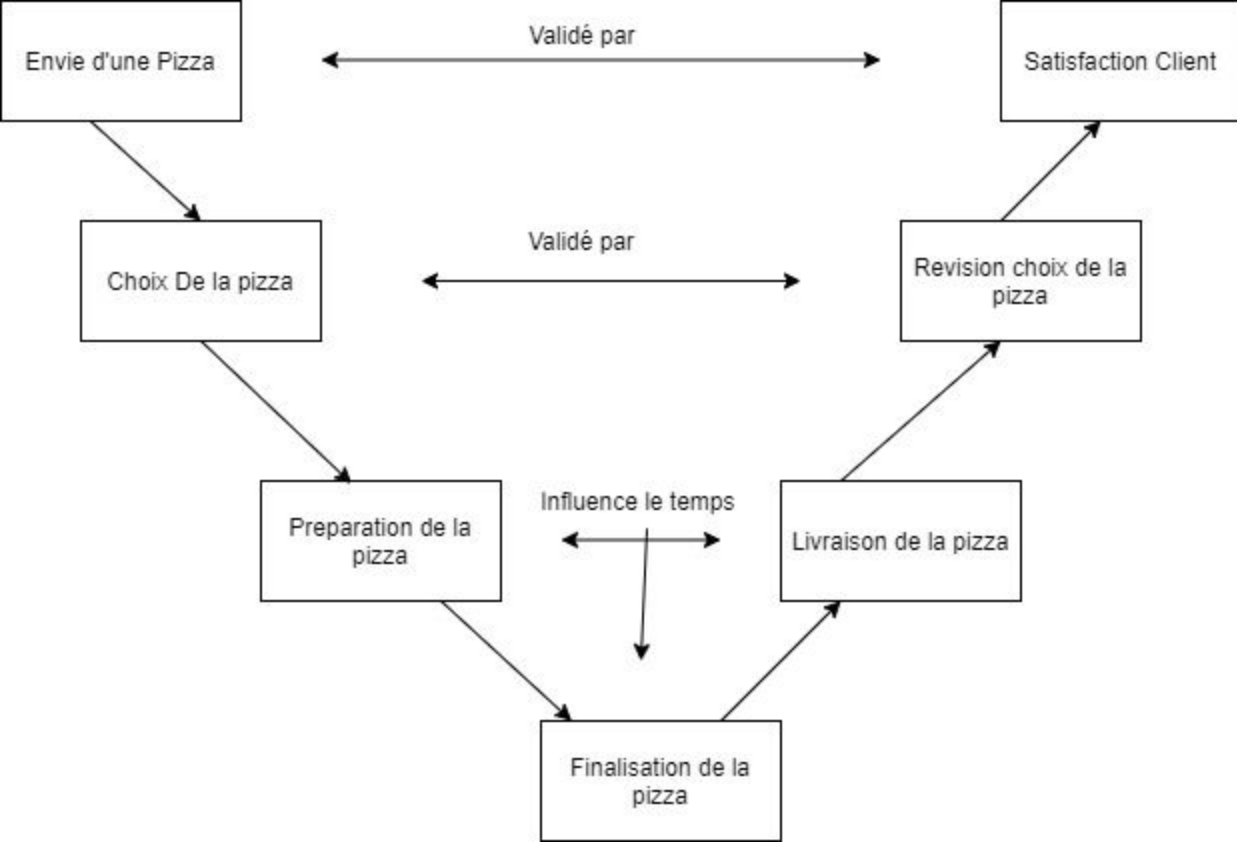 Envie d'une Pizza
Validé par
Satisfaction Client
Choix De la pizza
Validé par
Revision choix de la
pizza
Preparation de la
pizza
Influence le temps
Livraison de la pizza
Finalisation de la
pizza